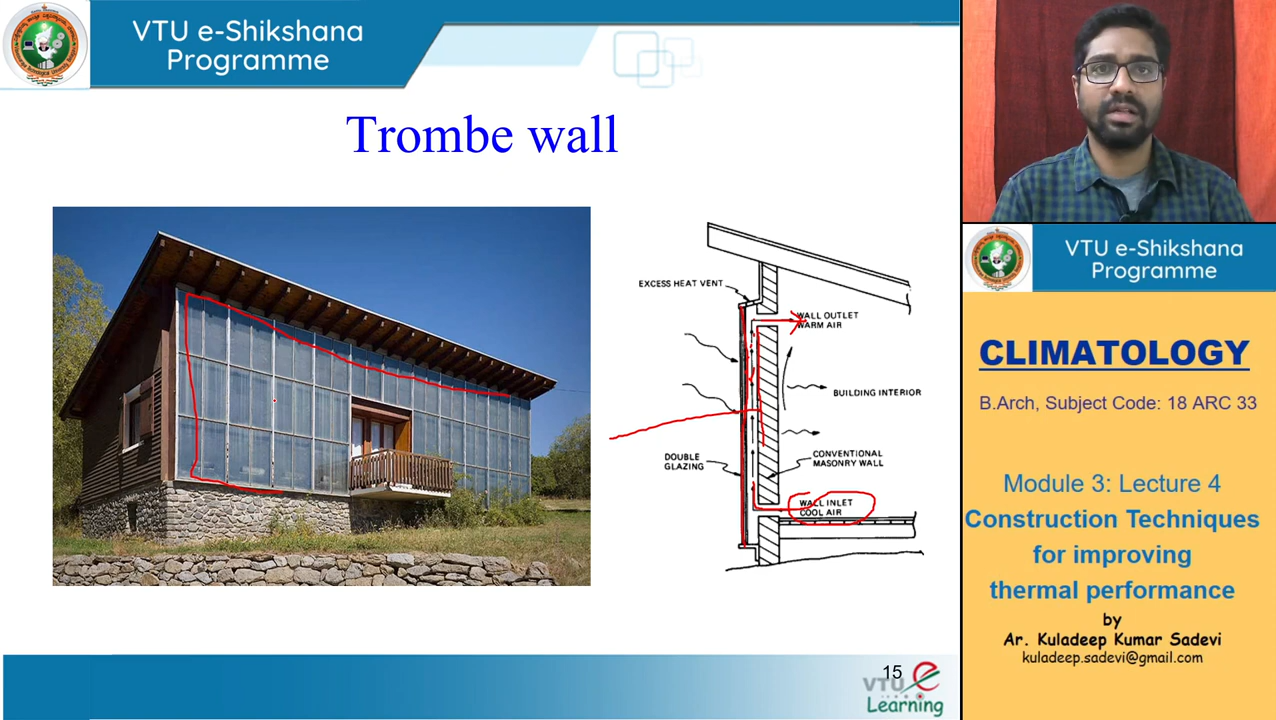 VTU e-Shikshana
Programme
Trombe wall
EXCESS HEAT VENT
WALL OUTLET
WARM AIR
BUILDING INTERIOR
DOUBLE
GLAZING
CONVENTIONAL
MASONRY WALL
WALL INLET
COOL AIR
15
VTU e
Learning
VTU e-Shikshana
Programme
CLIMATOLOGY
B.Arch, Subject Code: 18 ARC 33
Module 3: Lecture 4
Construction Techniques
for improving
thermal performance
by
Ar. Kuladeep Kumar Sadevi
kuladeep.sadevi@gmail.com